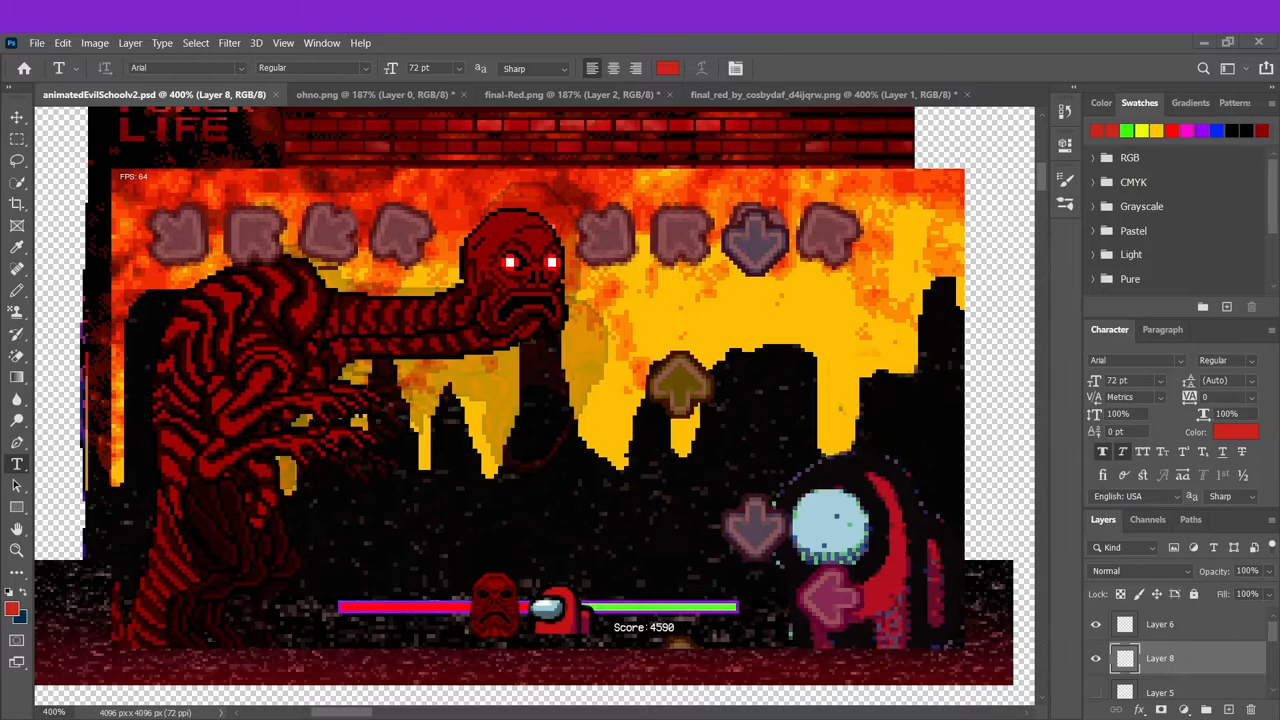 Ps File Edit Image Layer Type Select Filter 3D View Window Help
T Arial Regular 72 pt Sharp
animatedEvilSchoolv2.psd @ 400% (Layer 8, RGB/8) ohno.png @ 187% (Layer 0, RGB/8) * final-Red.png @ 187% (Layer 2, RGB/8) * final_red_by_cosbydaf_d4ijqrw.png @ 400% (Layer 1, RGB/8) *
Color Swatches Gradients Patterns
LIFE
RGB
FPS: 64
CMYK
Grayscale
Pastel
Light
Pure
Character Paragraph
Arial Regular
72 pt (Auto)
Metrics 0
100% 100%
0 pt Color:
English: USA Sharp
Layers Channels Paths
Kind
Normal Opacity: 100%
Lock: Fill: 100%
Layer 6
Score:4590
Layer 8
Layer 5
400% 4096 px x 4096 px (72 ppi)